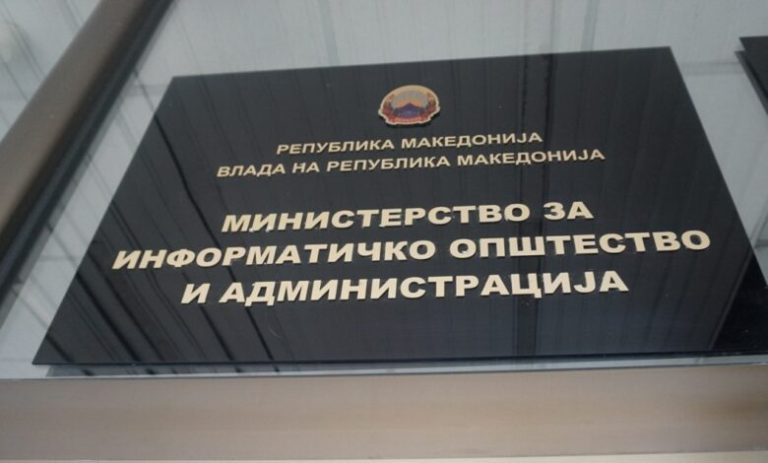 РЕПУБЛИКА МАКЕДОНИЈА
ВЛАДА НА РЕПУБЛИКА МАКЕДОНИЈА
МИНИСТЕРСТВО ЗА
ИНФОРМАТИЧКО ОПШТЕСТВО
И АДМИНИСТРАЦИЈА